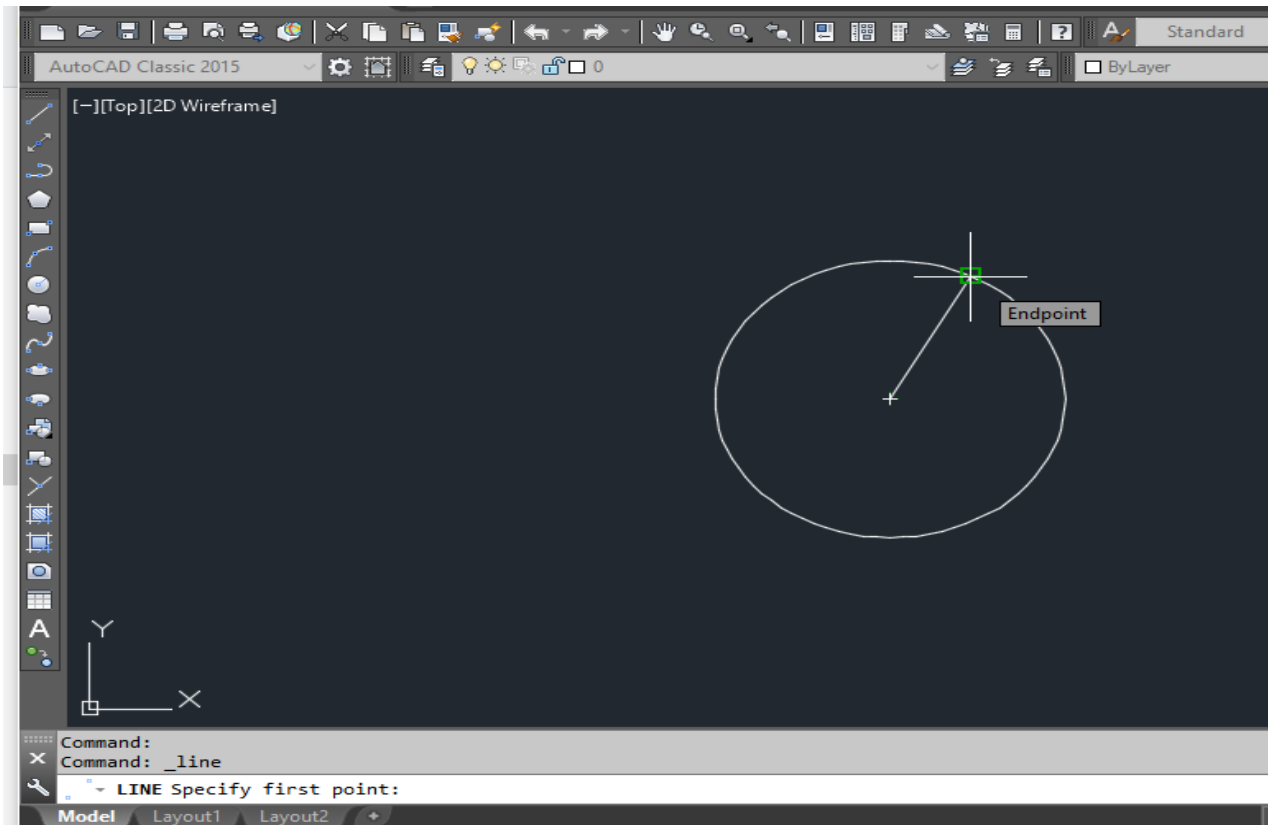 Standard
AutoCAD Classic 2015
0
ByLayer
[−][Top][2D Wireframe]
Endpoint
A
Y
X
Command:
Command: _line
LINE Specify first point:
Model Layout1 Layout2 +